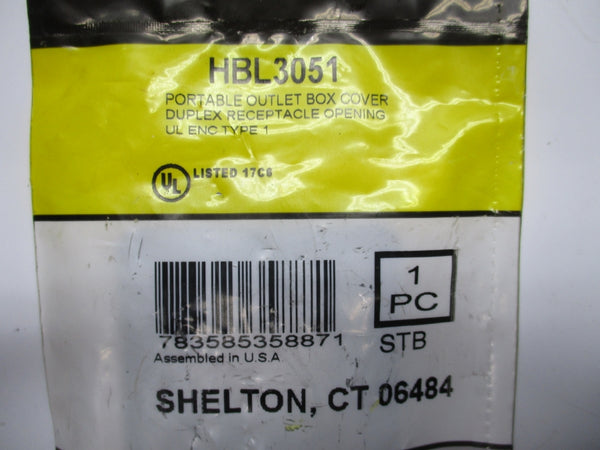 HBL3051
PORTABLE OUTLET BOX COVER
DUPLEX RECEPTACLE OPENING
UL ENC TYPE 1
UL LISTED 17C6
783585358871
Assembled in U.S.A
1
PC
STB
SHELTON, CT 06484